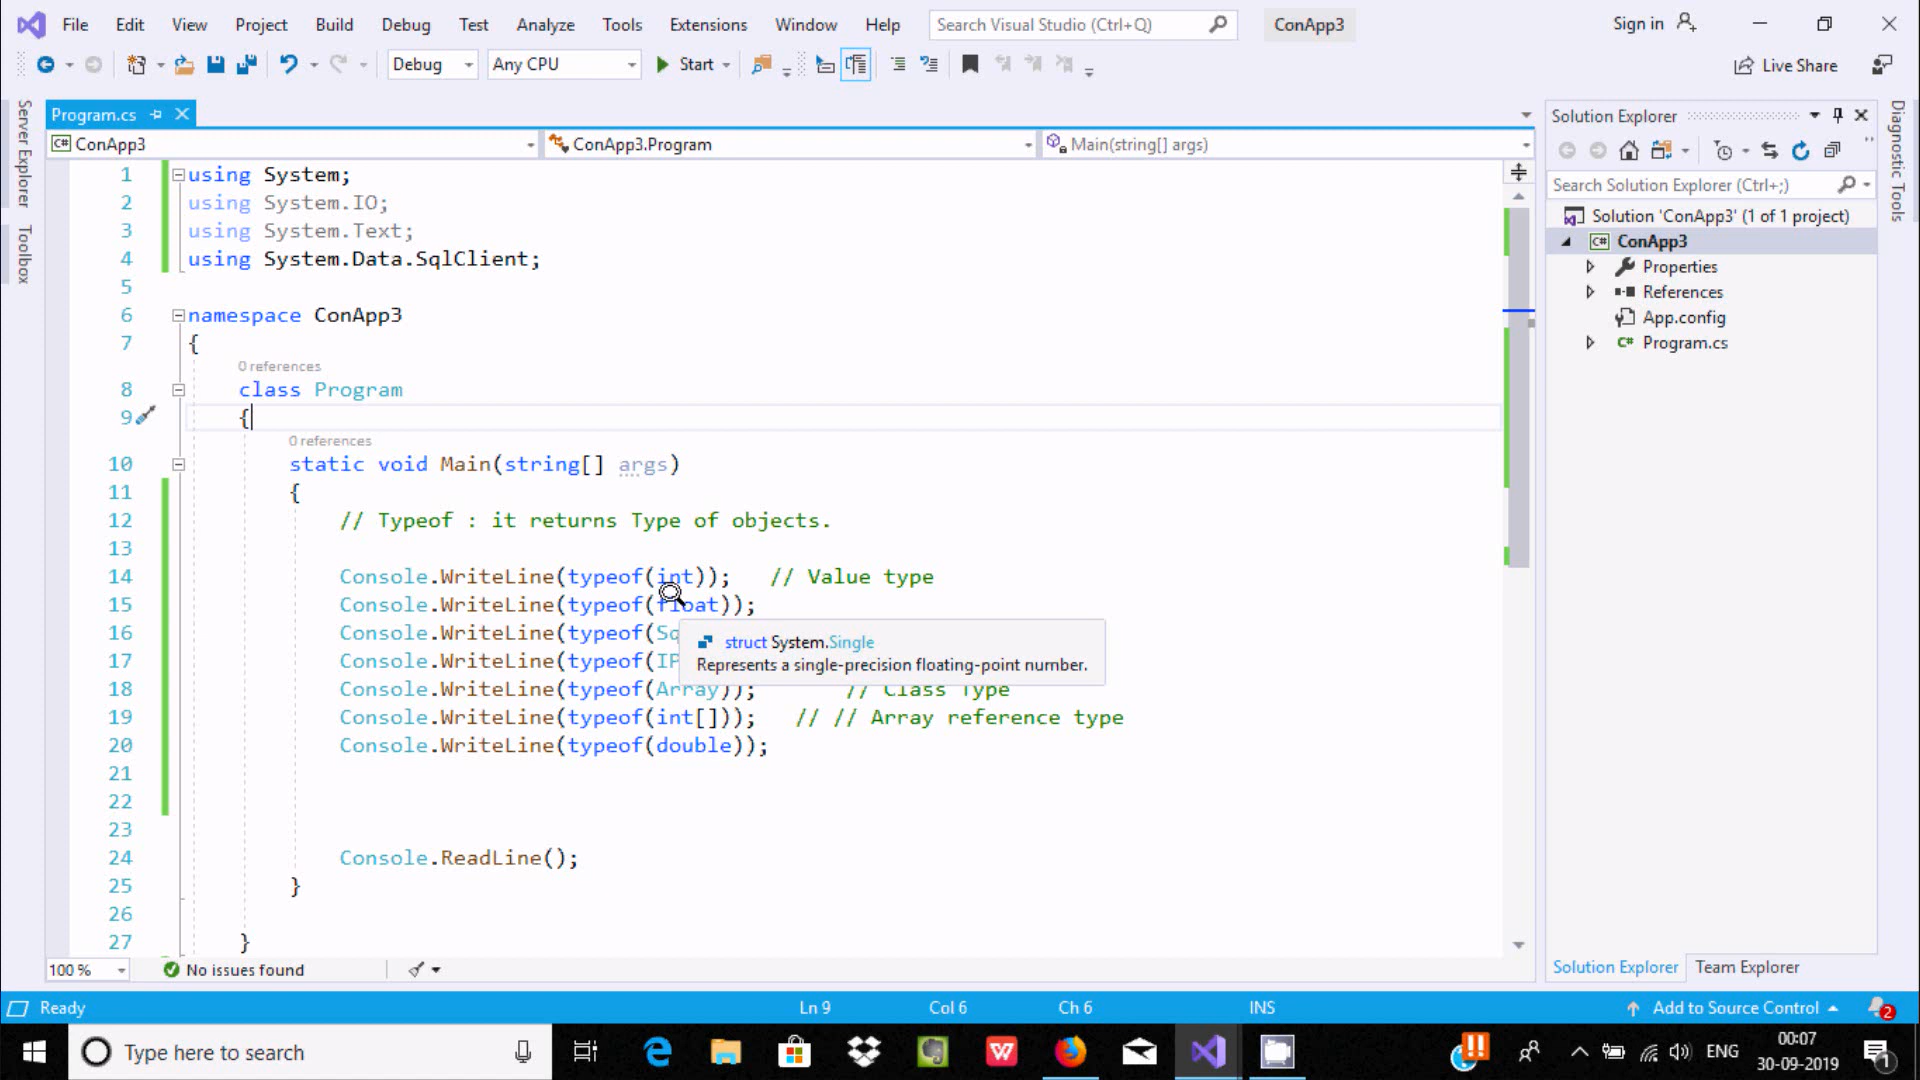 File Edit View Project Build Debug Test Analyze Tools Extensions Window Help Search Visual Studio (Ctrl+Q) ConApp3 Sign in
Debug Any CPU Start Live Share
Server Explorer
Toolbox
Program.cs
ConApp3 ConApp3.Program Main(string[] args)
1 using System;
2 using System.IO;
3 using System.Text;
4 using System.Data.SqlClient;
5
6 namespace ConApp3
7 {
0 references
8 class Program
9 {
0 references
10 static void Main(string[] args)
11 {
12 // Typeof : it returns Type of objects.
13
14 Console.WriteLine(typeof(int)); // Value type
15 Console.WriteLine(typeof(float));
16 Console.WriteLine(typeof(Sq
struct System.Single
Represents a single-precision floating-point number.
17 Console.WriteLine(typeof(IP
18 Console.WriteLine(typeof(Array)); // Class Type
19 Console.WriteLine(typeof(int[])); // // Array reference type
20 Console.WriteLine(typeof(double));
21
22
23
24 Console.ReadLine();
25 }
26
27 }
100 % No issues found
Solution Explorer
Search Solution Explorer (Ctrl+;)
Solution 'ConApp3' (1 of 1 project)
C# ConApp3
Properties
References
App.config
C# Program.cs
Solution Explorer Team Explorer
Diagnostic Tools
Ready Ln 9 Col 6 Ch 6 INS Add to Source Control 2
Type here to search ENG 00:07
30-09-2019
1